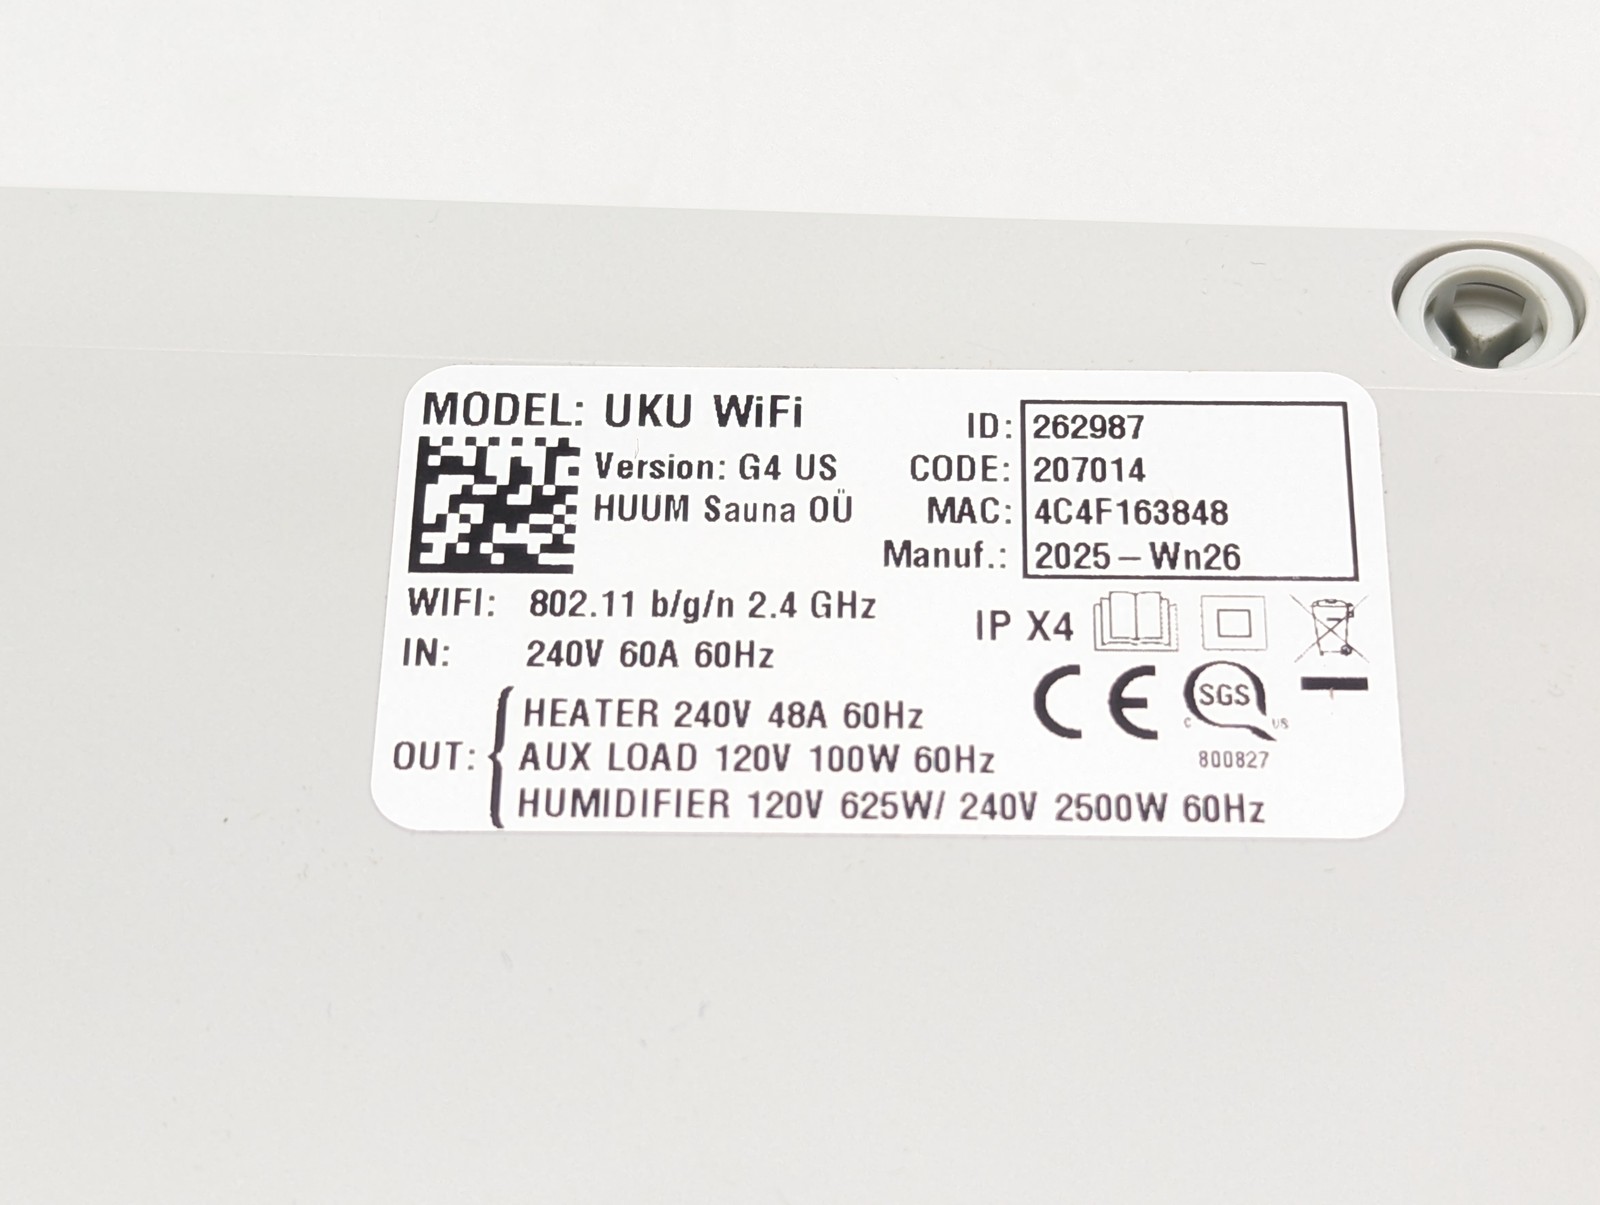 MODEL: UKU WiFi
Version: G4 US
HUUM Sauna OÜ
ID: 262987
CODE: 207014
MAC: 4C4F163848
Manuf.: 2025 – Wn26
WIFI: 802.11 b/g/n 2.4 GHz
IN: 240V 60A 60Hz
IP X4
CE
SGS
C US
800827
OUT:
HEATER 240V 48A 60Hz
AUX LOAD 120V 100W 60Hz
HUMIDIFIER 120V 625W/ 240V 2500W 60Hz